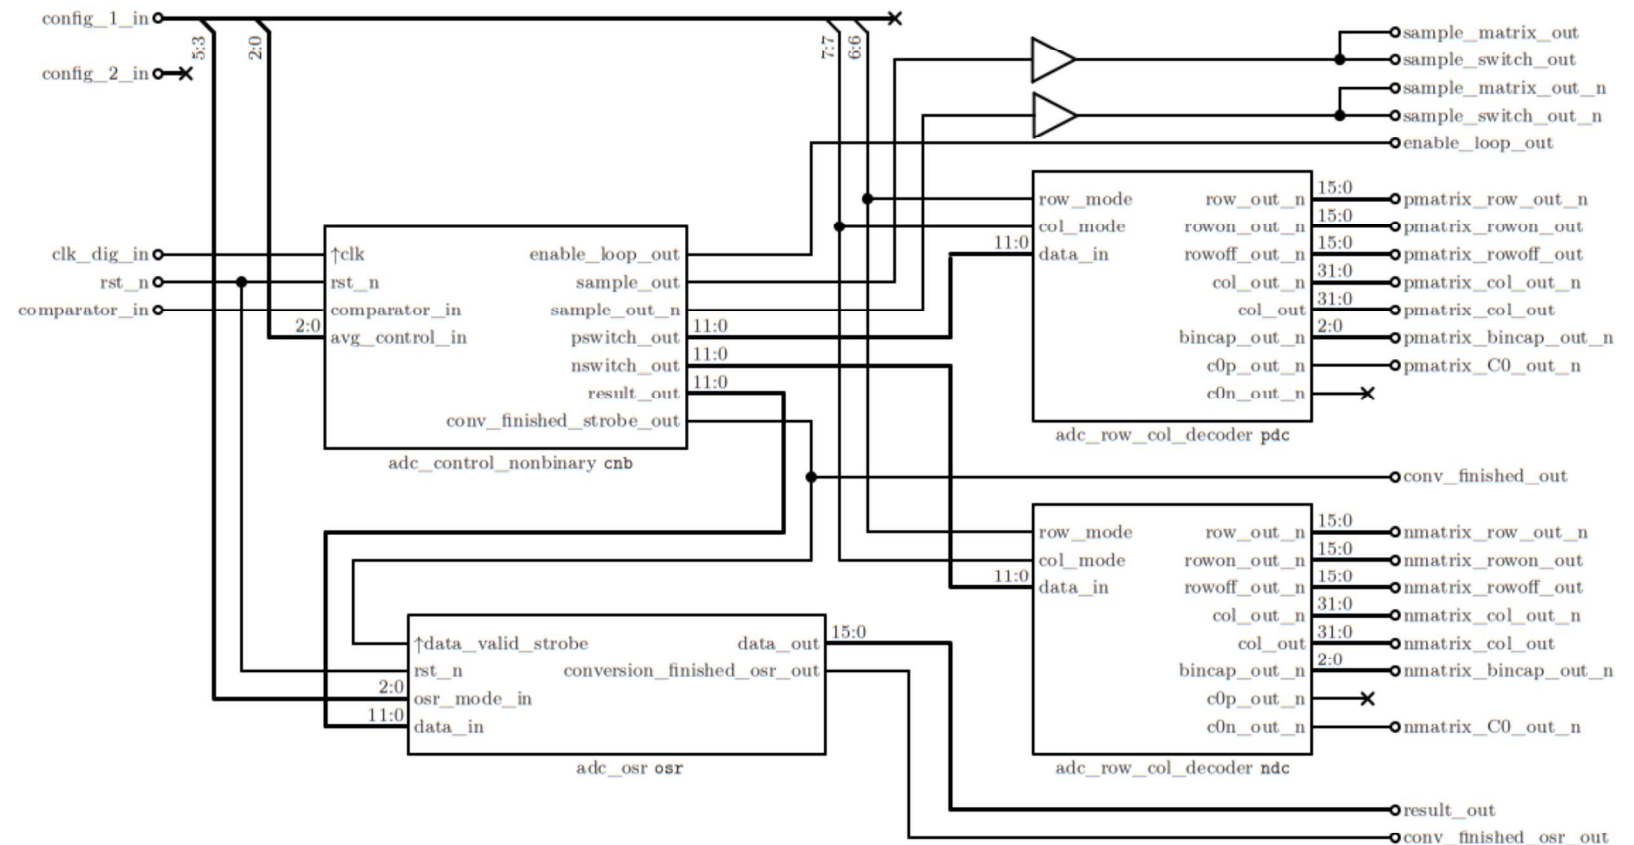 config_1_in
config_2_in
5:3
2:0
7:7
6:6
sample_matrix_out
sample_switch_out
sample_matrix_out_n
sample_switch_out_n
enable_loop_out
clk_dig_in
rst_n
comparator_in
2:0
↑clk
rst_n
comparator_in
avg_control_in
enable_loop_out
sample_out
sample_out_n
pswitch_out
nswitch_out
result_out
conv_finished_strobe_out
11:0
11:0
11:0
adc_control_nonbinary cnb
11:0
row_mode
col_mode
data_in
row_out_n
rowon_out_n
rowoff_out_n
col_out_n
col_out
bincap_out_n
c0p_out_n
c0n_out_n
15:0
15:0
15:0
31:0
31:0
2:0
pmatrix_row_out_n
pmatrix_rowon_out
pmatrix_rowoff_out
pmatrix_col_out_n
pmatrix_col_out
pmatrix_bincap_out_n
pmatrix_C0_out_n
adc_row_col_decoder pdc
conv_finished_out
11:0
row_mode
col_mode
data_in
row_out_n
rowon_out_n
rowoff_out_n
col_out_n
col_out
bincap_out_n
c0p_out_n
c0n_out_n
15:0
15:0
15:0
31:0
31:0
2:0
nmatrix_row_out_n
nmatrix_rowon_out
nmatrix_rowoff_out
nmatrix_col_out_n
nmatrix_col_out
nmatrix_bincap_out_n
nmatrix_C0_out_n
adc_row_col_decoder ndc
2:0
11:0
↑data_valid_strobe
rst_n
osr_mode_in
data_in
data_out
conversion_finished_osr_out
15:0
adc_osr osr
result_out
conv_finished_osr_out